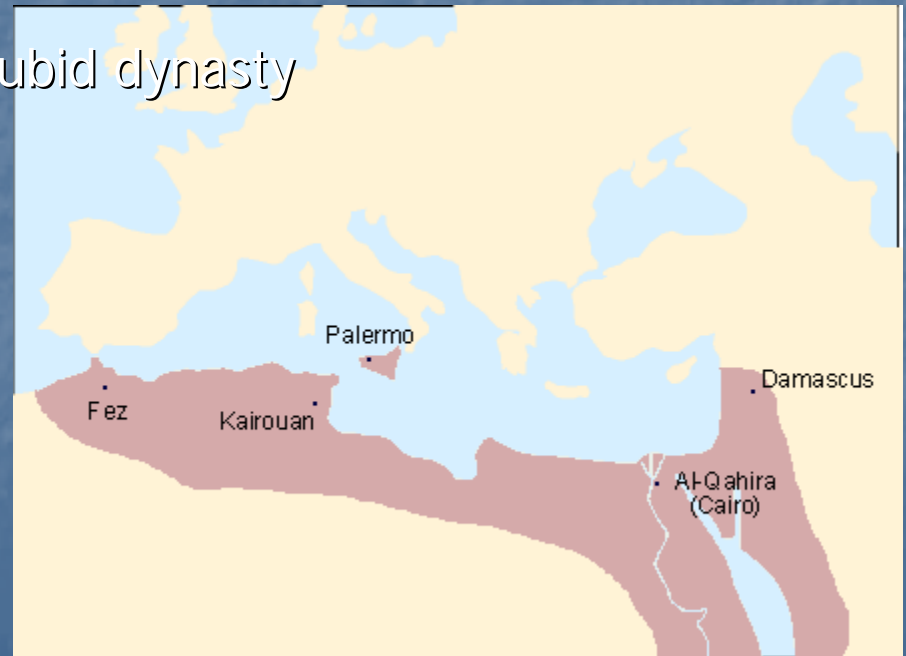 ubid dynasty
Palermo
Damascus
Fez
Kairouan
Al-Qahira
(Cairo)